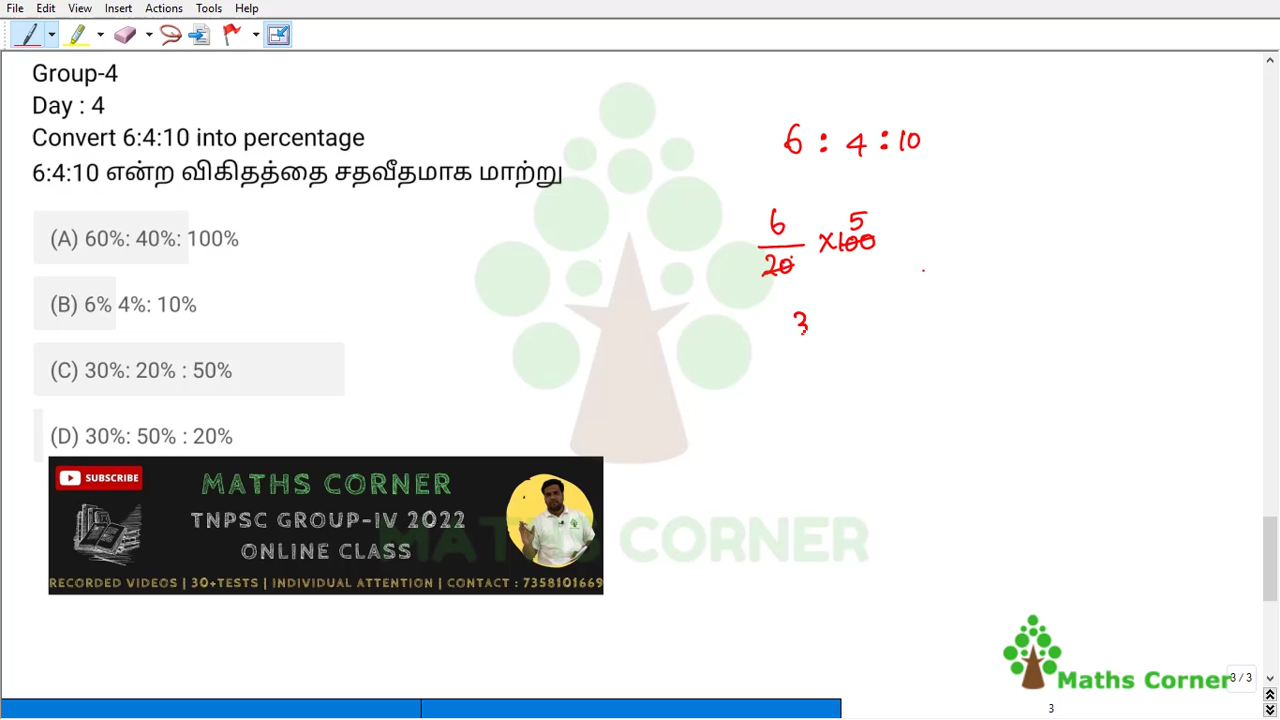 File Edit View Insert Actions Tools Help
Group-4
Day : 4
Convert 6:4:10 into percentage
6:4:10 என்ற விகிதத்தை சதவீதமாக மாற்று
(A) 60%: 40%: 100%
(B) 6% 4%: 10%
(C) 30%: 20% : 50%
(D) 30%: 50% : 20%
6 : 4 : 10
6 5
20 × 100
3
SUBSCRIBE
MATHS CORNER
TNPSC GROUP-IV 2022
ONLINE CLASS
RECORDED VIDEOS | 30+TESTS | INDIVIDUAL ATTENTION | CONTACT : 7358101669
MATHS CORNER
Maths Corner
3/3
3